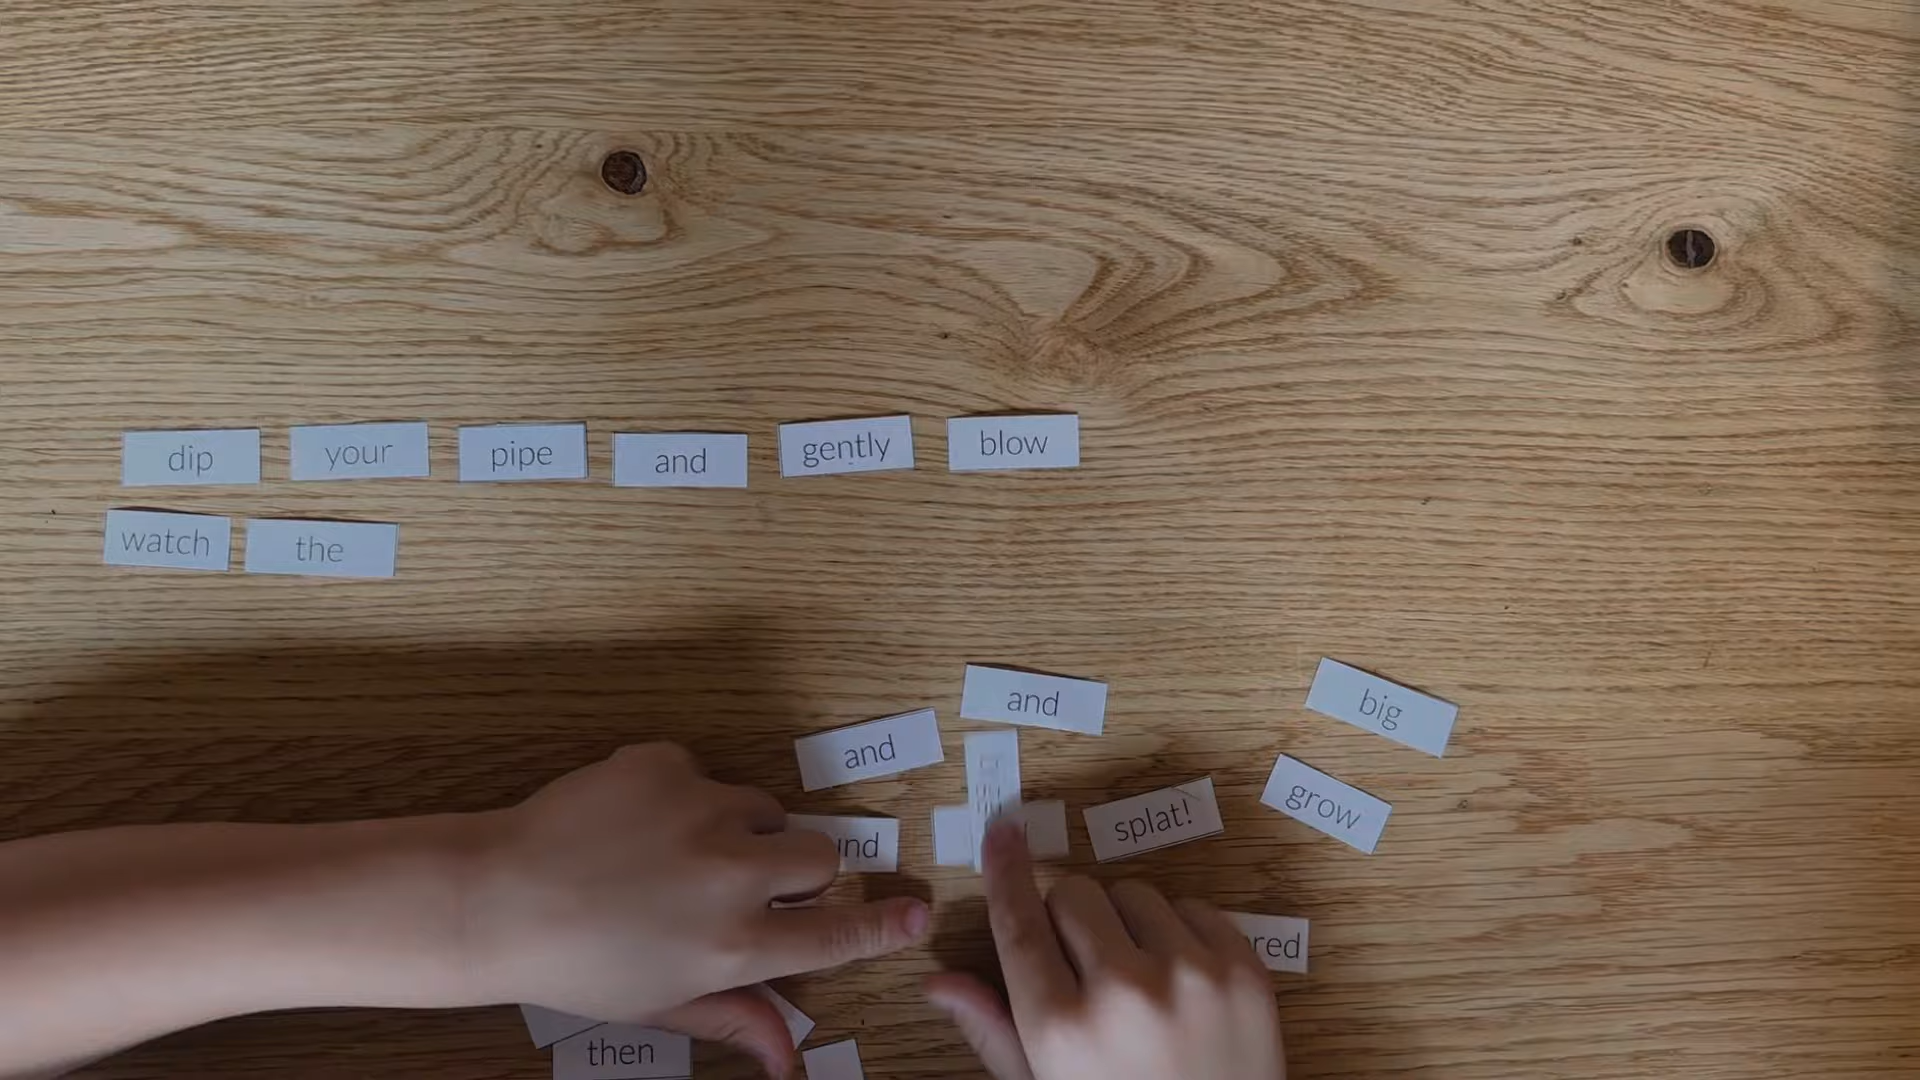 dip your pipe and gently blow
watch the
and
big
and
grow
splat!
then